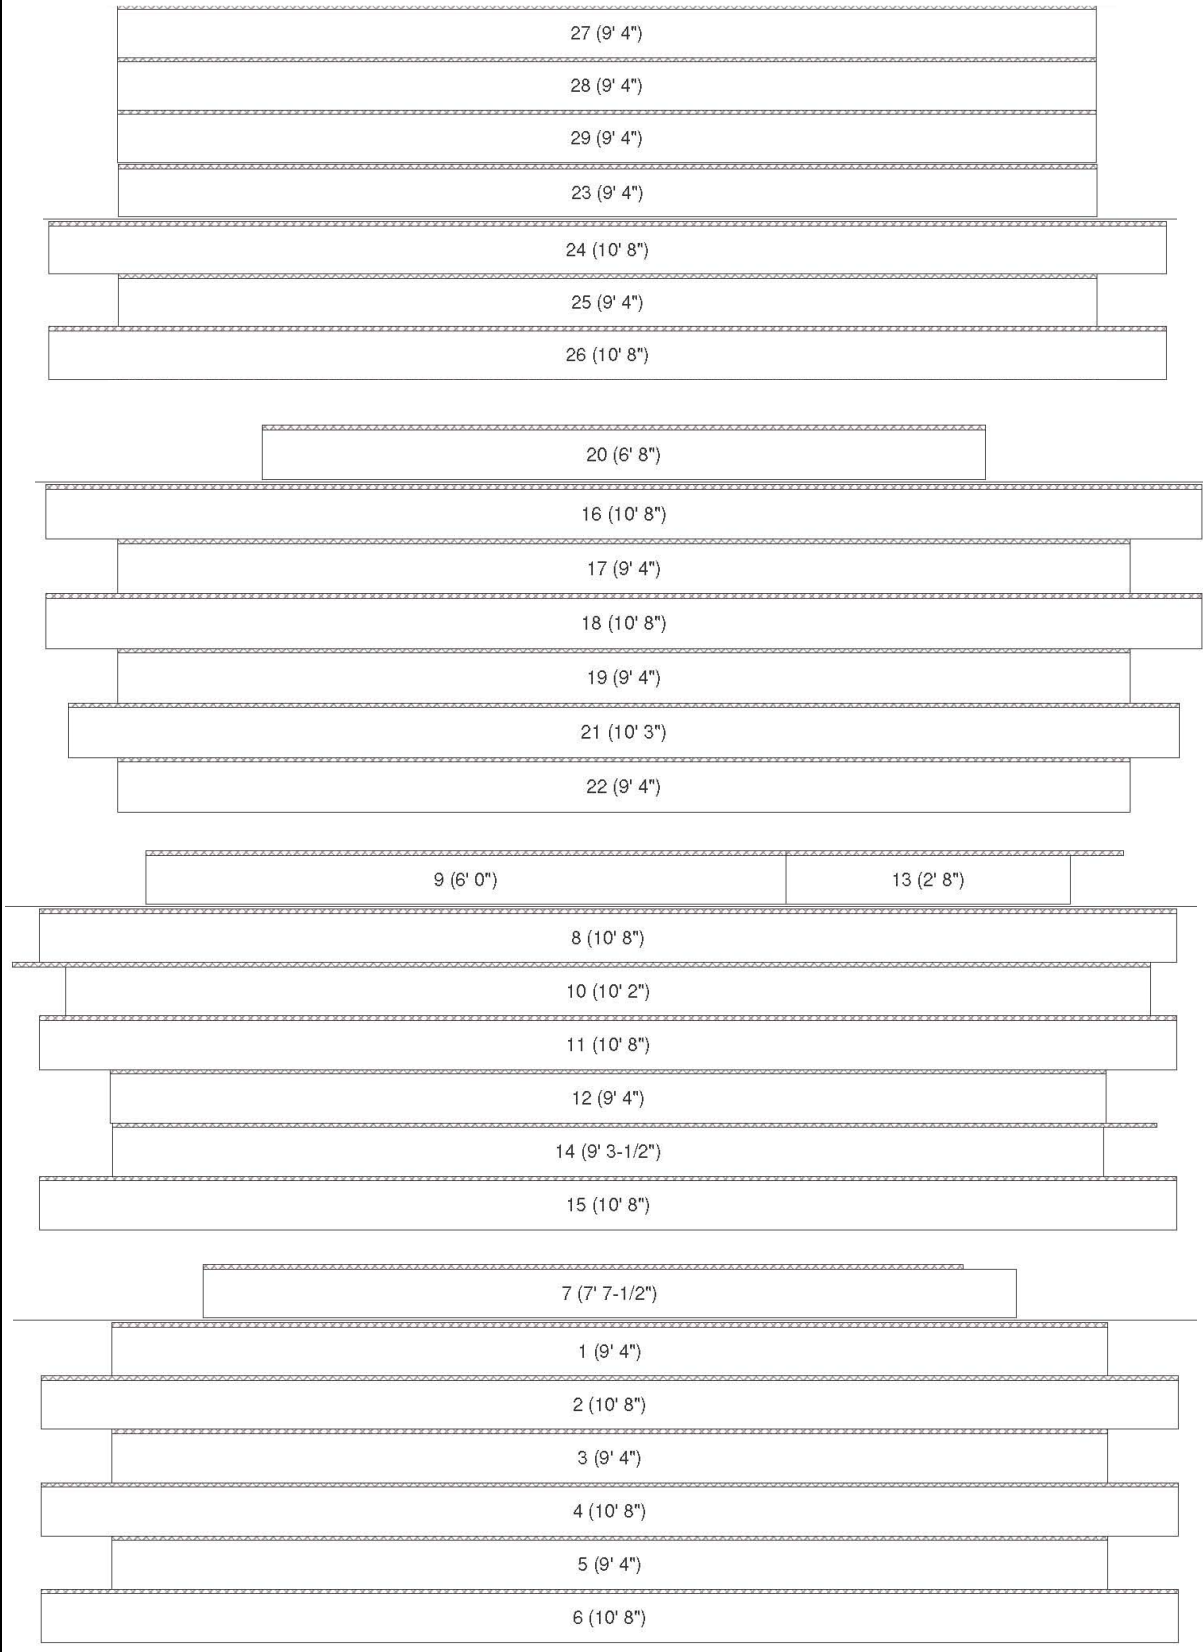 27 (9' 4")
28 (9' 4")
29 (9' 4")
23 (9' 4")
24 (10' 8")
25 (9' 4")
26 (10' 8")
20 (6' 8")
16 (10' 8")
17 (9' 4")
18 (10' 8")
19 (9' 4")
21 (10' 3")
22 (9' 4")
9 (6' 0") 13 (2' 8")
8 (10' 8")
10 (10' 2")
11 (10' 8")
12 (9' 4")
14 (9' 3-1/2")
15 (10' 8")
7 (7' 7-1/2")
1 (9' 4")
2 (10' 8")
3 (9' 4")
4 (10' 8")
5 (9' 4")
6 (10' 8")